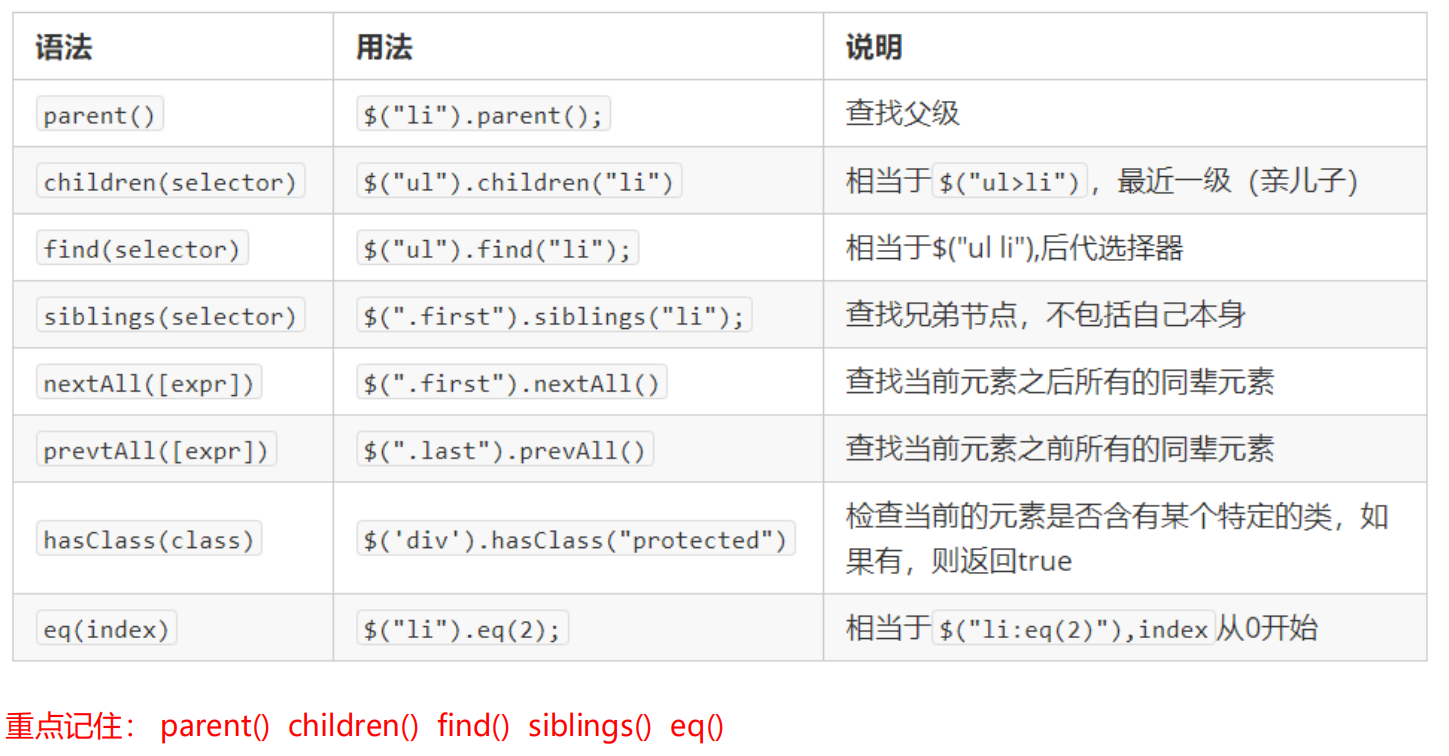 语法 用法 说明
parent() $("li").parent(); 查找父级
children(selector) $("ul").children("li") 相当于$("ul>li")，最近一级（亲儿子）
find(selector) $("ul").find("li"); 相当于$("ul li"),后代选择器
siblings(selector) $(".first").siblings("li"); 查找兄弟节点，不包括自己本身
nextAll([expr]) $(".first").nextAll() 查找当前元素之后所有的同辈元素
prevtAll([expr]) $(".last").prevAll() 查找当前元素之前所有的同辈元素
hasClass(class) $('div').hasClass("protected") 检查当前的元素是否含有某个特定的类，如
果有，则返回true
eq(index) $("li").eq(2); 相当于$("li:eq(2)"),index从0开始
重点记住： parent() children() find() siblings() eq()